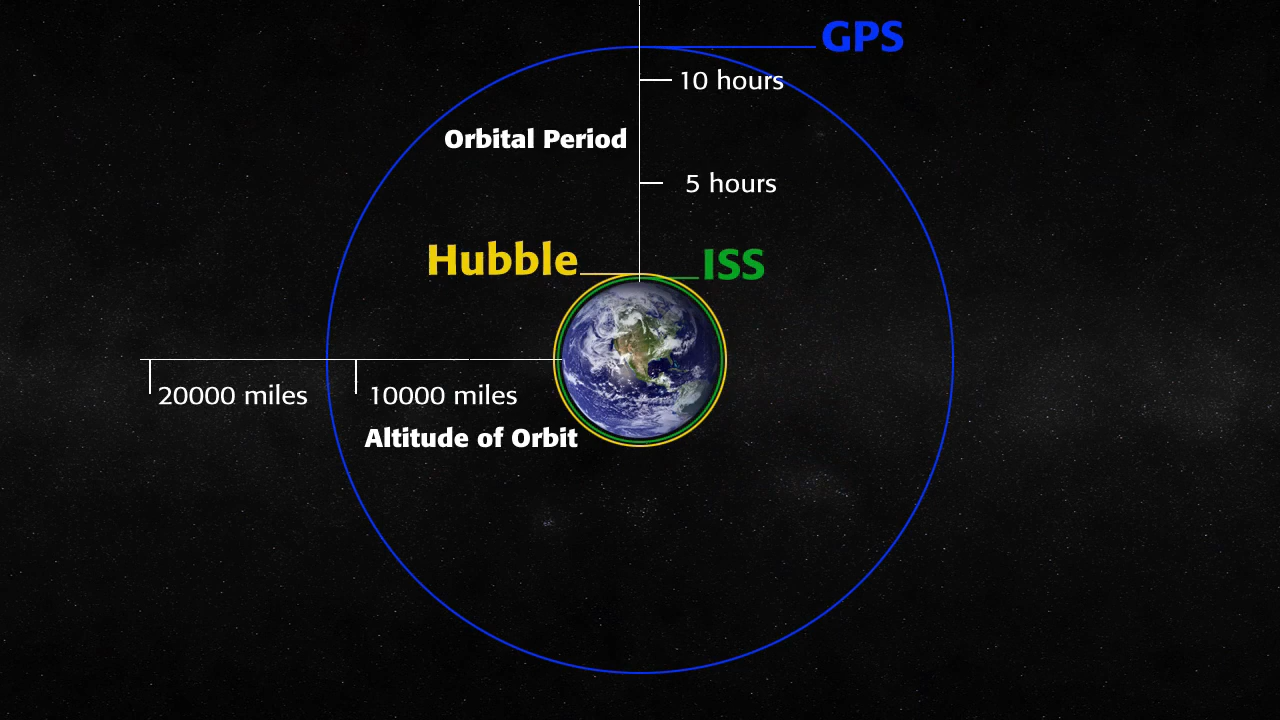 GPS
10 hours
Orbital Period
5 hours
Hubble
ISS
20000 miles
10000 miles
Altitude of Orbit